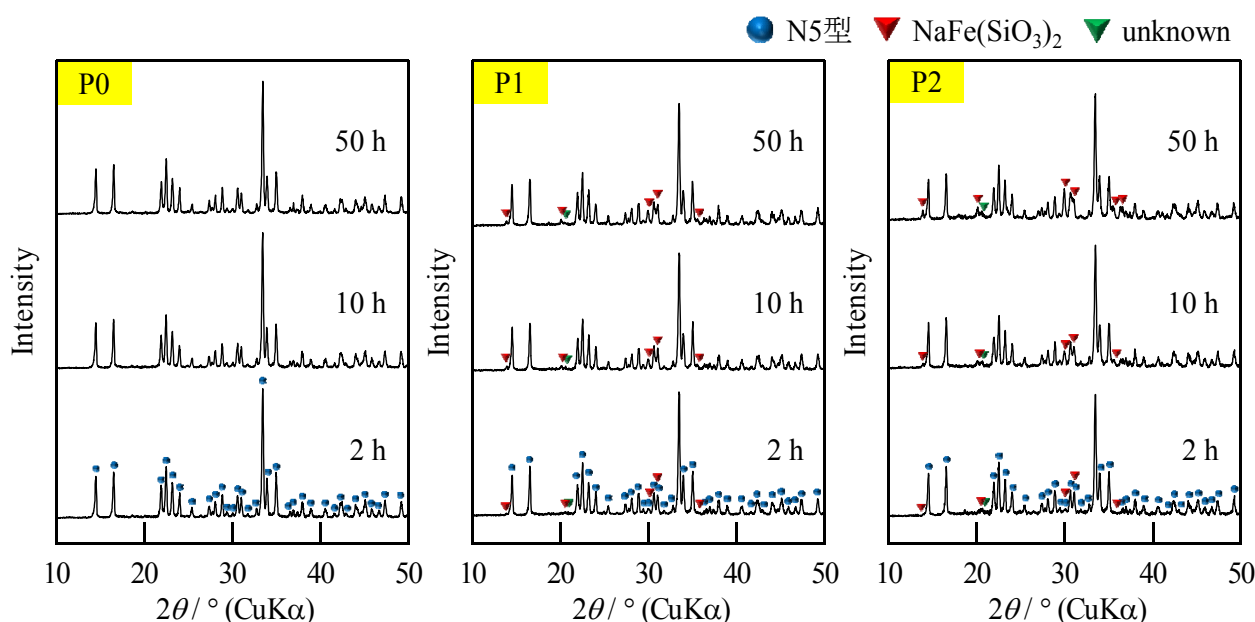 N5型 NaFe(SiO₃)₂ unknown
P0
50 h
10 h
2 h
Intensity
10 20 30 40 50
2θ / ° (CuKα)
P1
50 h
10 h
2 h
Intensity
10 20 30 40 50
2θ / ° (CuKα)
P2
50 h
10 h
2 h
Intensity
10 20 30 40 50
2θ / ° (CuKα)